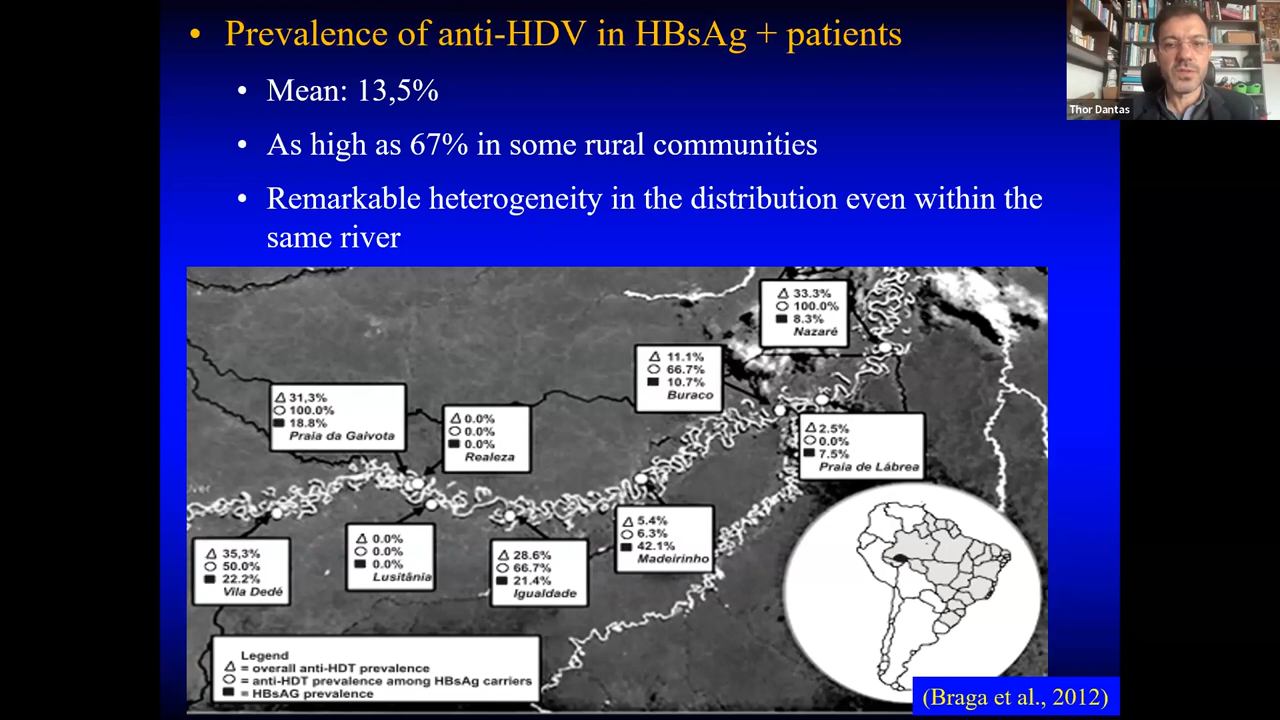 • Prevalence of anti-HDV in HBsAg + patients
• Mean: 13,5%
• As high as 67% in some rural communities
• Remarkable heterogeneity in the distribution even within the
same river
Thor Dantas
△ 33.3%
○ 100.0%
■ 8.3%
Nazaré
△ 11.1%
○ 66.7%
■ 10.7%
Buraco
△ 31,3%
○ 100.0%
■ 18.8%
Praia da Gaivota
△ 0.0%
○ 0.0%
■ 0.0%
Realeza
△ 2.5%
○ 0.0%
■ 7.5%
Praia de Lábrea
△ 35,3%
○ 50.0%
■ 22.2%
Vila Dedé
△ 0.0%
○ 0.0%
■ 0.0%
Lusitânia
△ 28.6%
○ 66.7%
■ 21.4%
Igualdade
△ 5.4%
○ 6.3%
■ 42.1%
Madeirinho
Legend
△ = overall anti-HDT prevalence
○ = anti-HDT prevalence among HBsAg carriers
■ = HBsAG prevalence
(Braga et al., 2012)